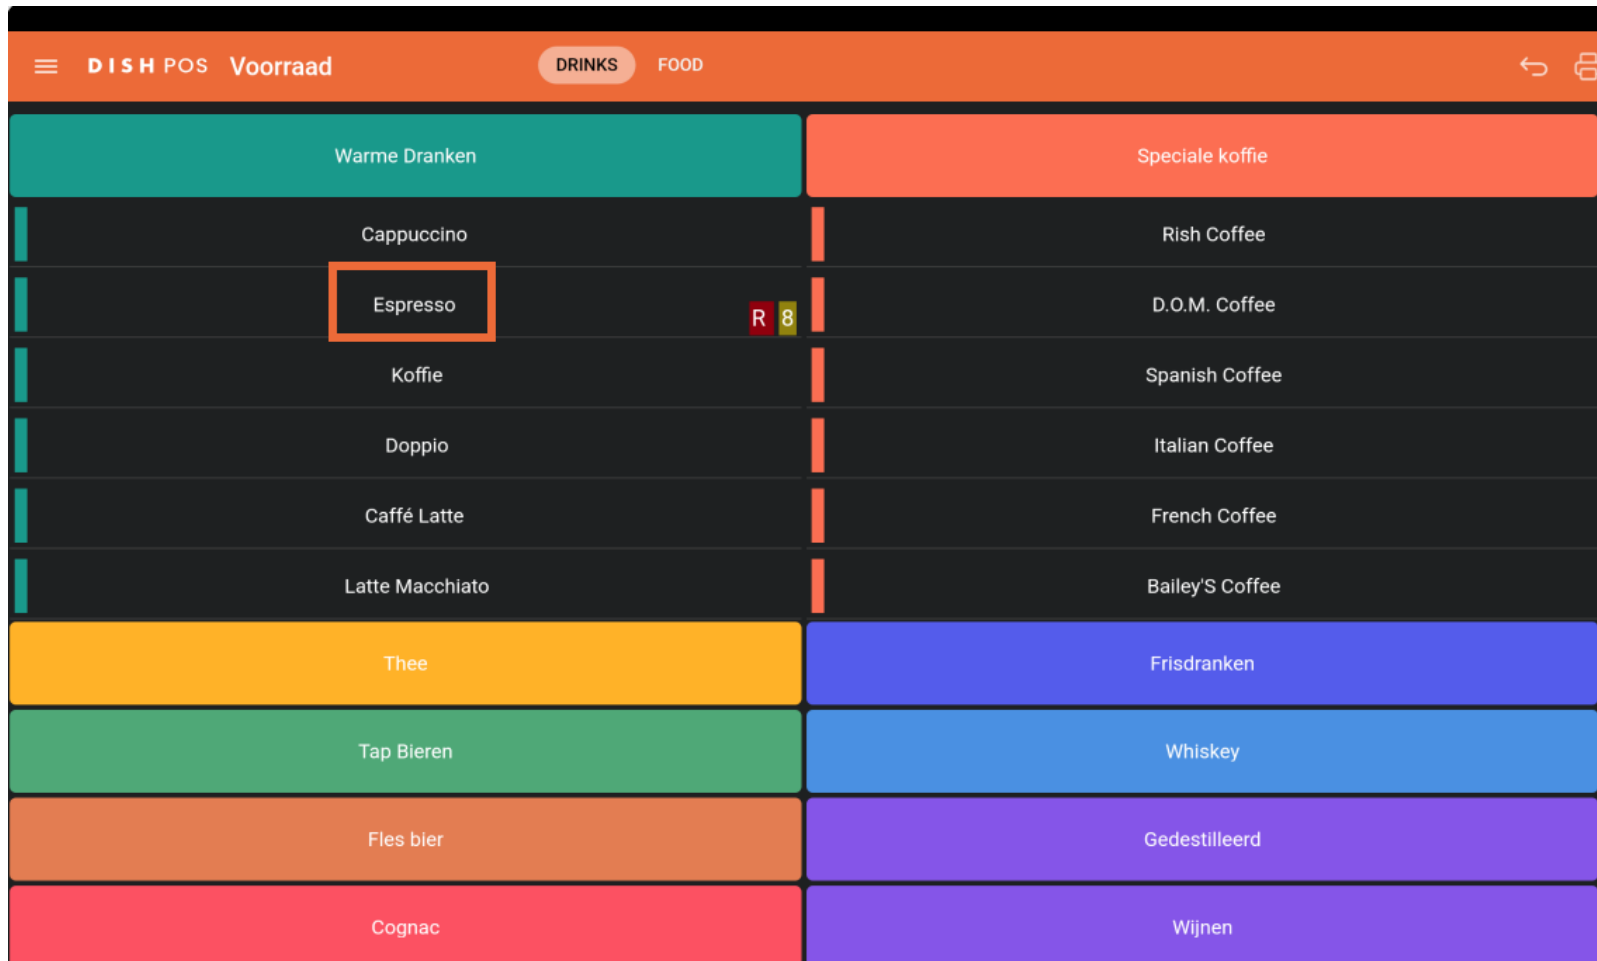 DISH POS Voorraad DRINKS FOOD
Warme Dranken
Speciale koffie
Cappuccino
Rish Coffee
Espresso R 8
D.O.M. Coffee
Koffie
Spanish Coffee
Doppio
Italian Coffee
Caffé Latte
French Coffee
Latte Macchiato
Bailey'S Coffee
Thee
Frisdranken
Tap Bieren
Whiskey
Fles bier
Gedestilleerd
Cognac
Wijnen